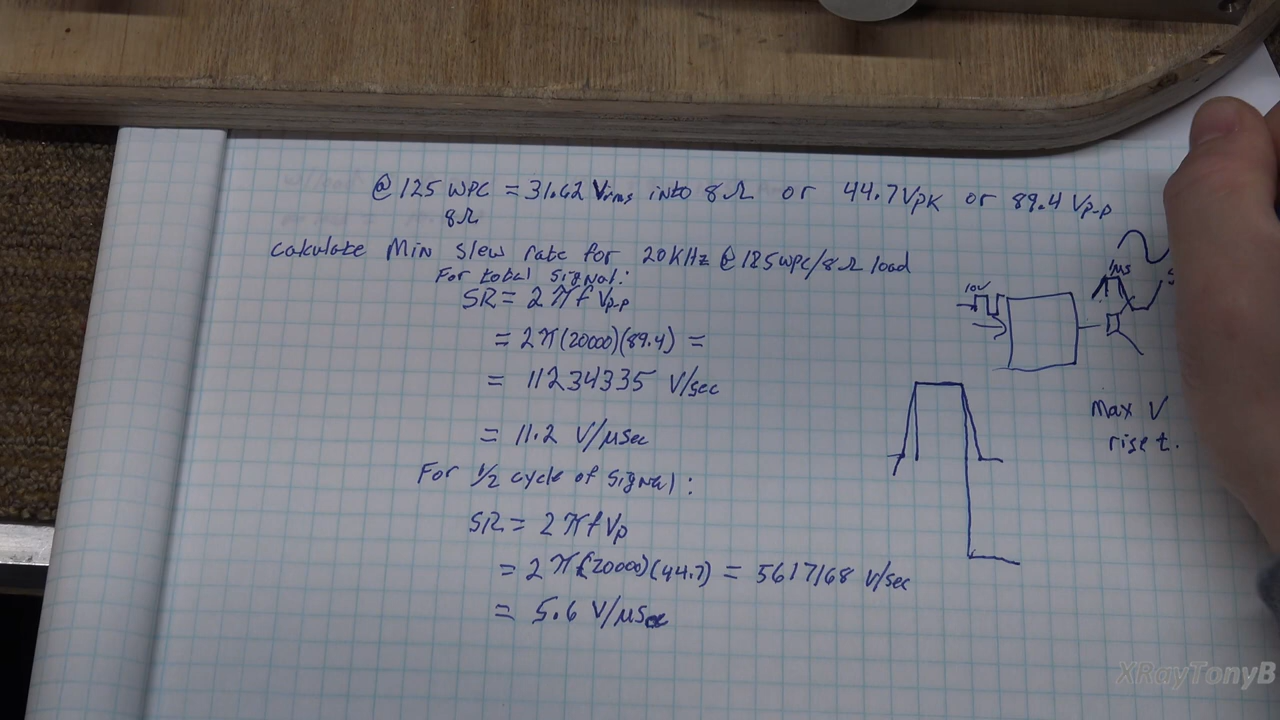 @ 125 WPC = 31.62 Vrms into 8Ω or 44.7 Vpk or 89.4 Vp-p
8Ω
calculate Min Slew rate for 20KHz @ 125WPC/8Ω load
For total signal:
SR = 2πf Vp-p
= 2π(20000)(89.4) =
= 11234335 V/sec
= 11.2 V/µsec
For 1/2 cycle of signal:
SR = 2πf Vp
= 2π(20000)(44.7) = 5617168 V/sec
= 5.6 V/µsec
10V
1MS
Max V
rise t.
XRayTonyB